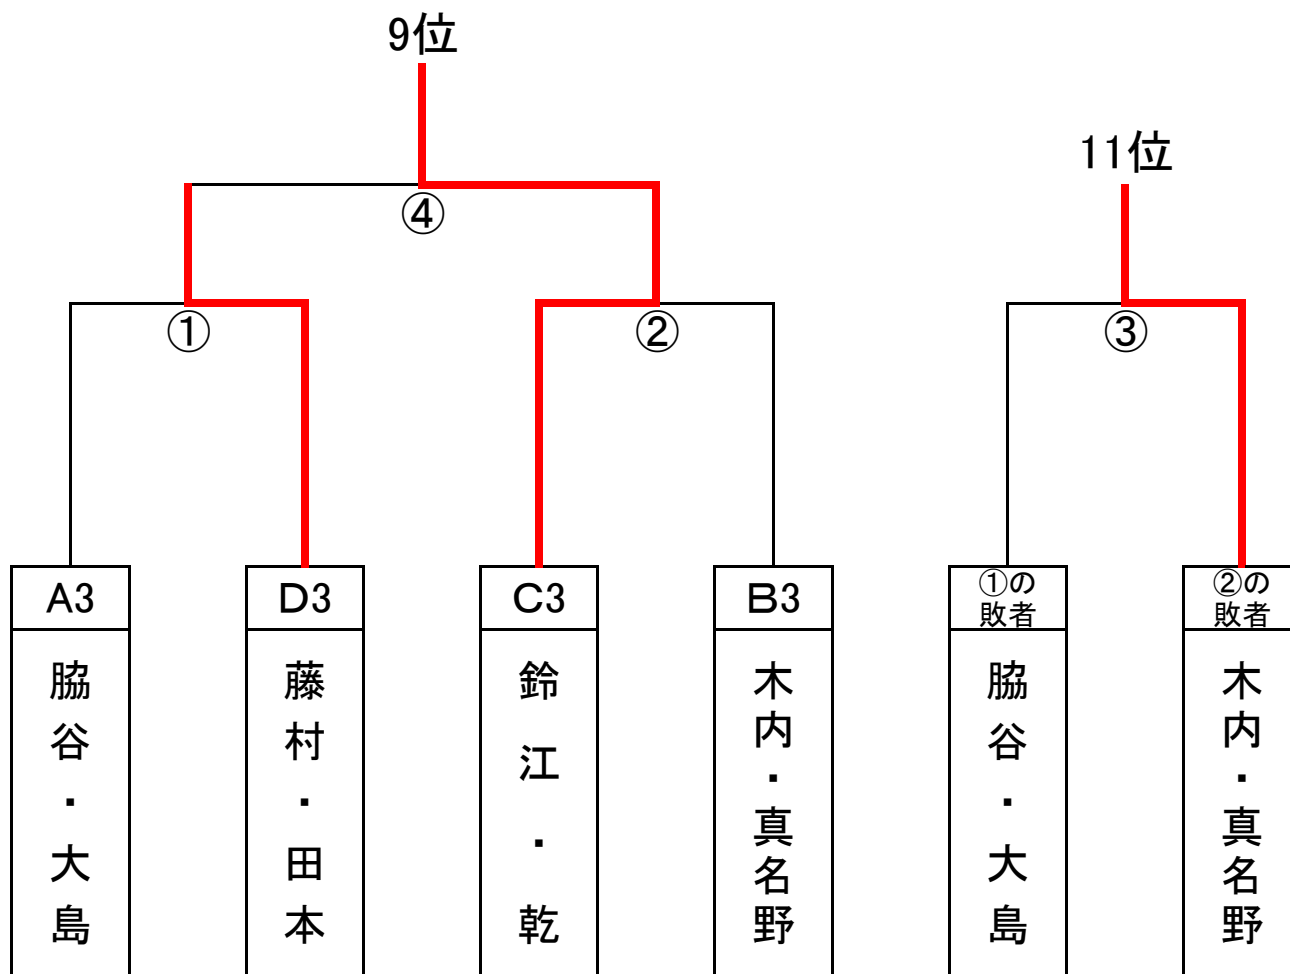 9位
11位
④
①
②
③
A3
D3
C3
B3
①の
敗者
②の
敗者
脇谷・大島
藤村・田本
鈴江・乾
木内・真名野
脇谷・大島
木内・真名野